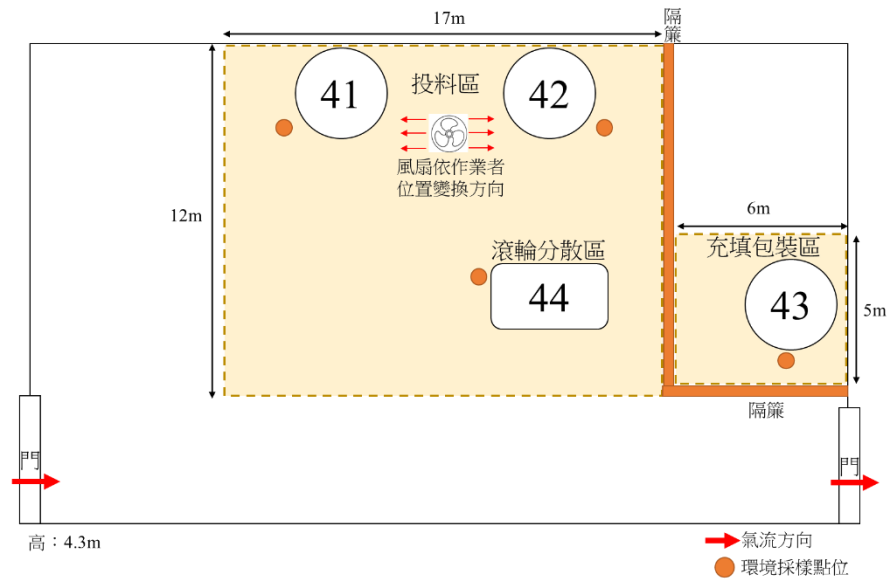 17m
隔
簾
41
投料區
42
風扇依作業者
位置變換方向
12m
6m
滾輪分散區
充填包裝區
44
43
5m
隔簾
門
門
高：4.3m
氣流方向
環境採樣點位